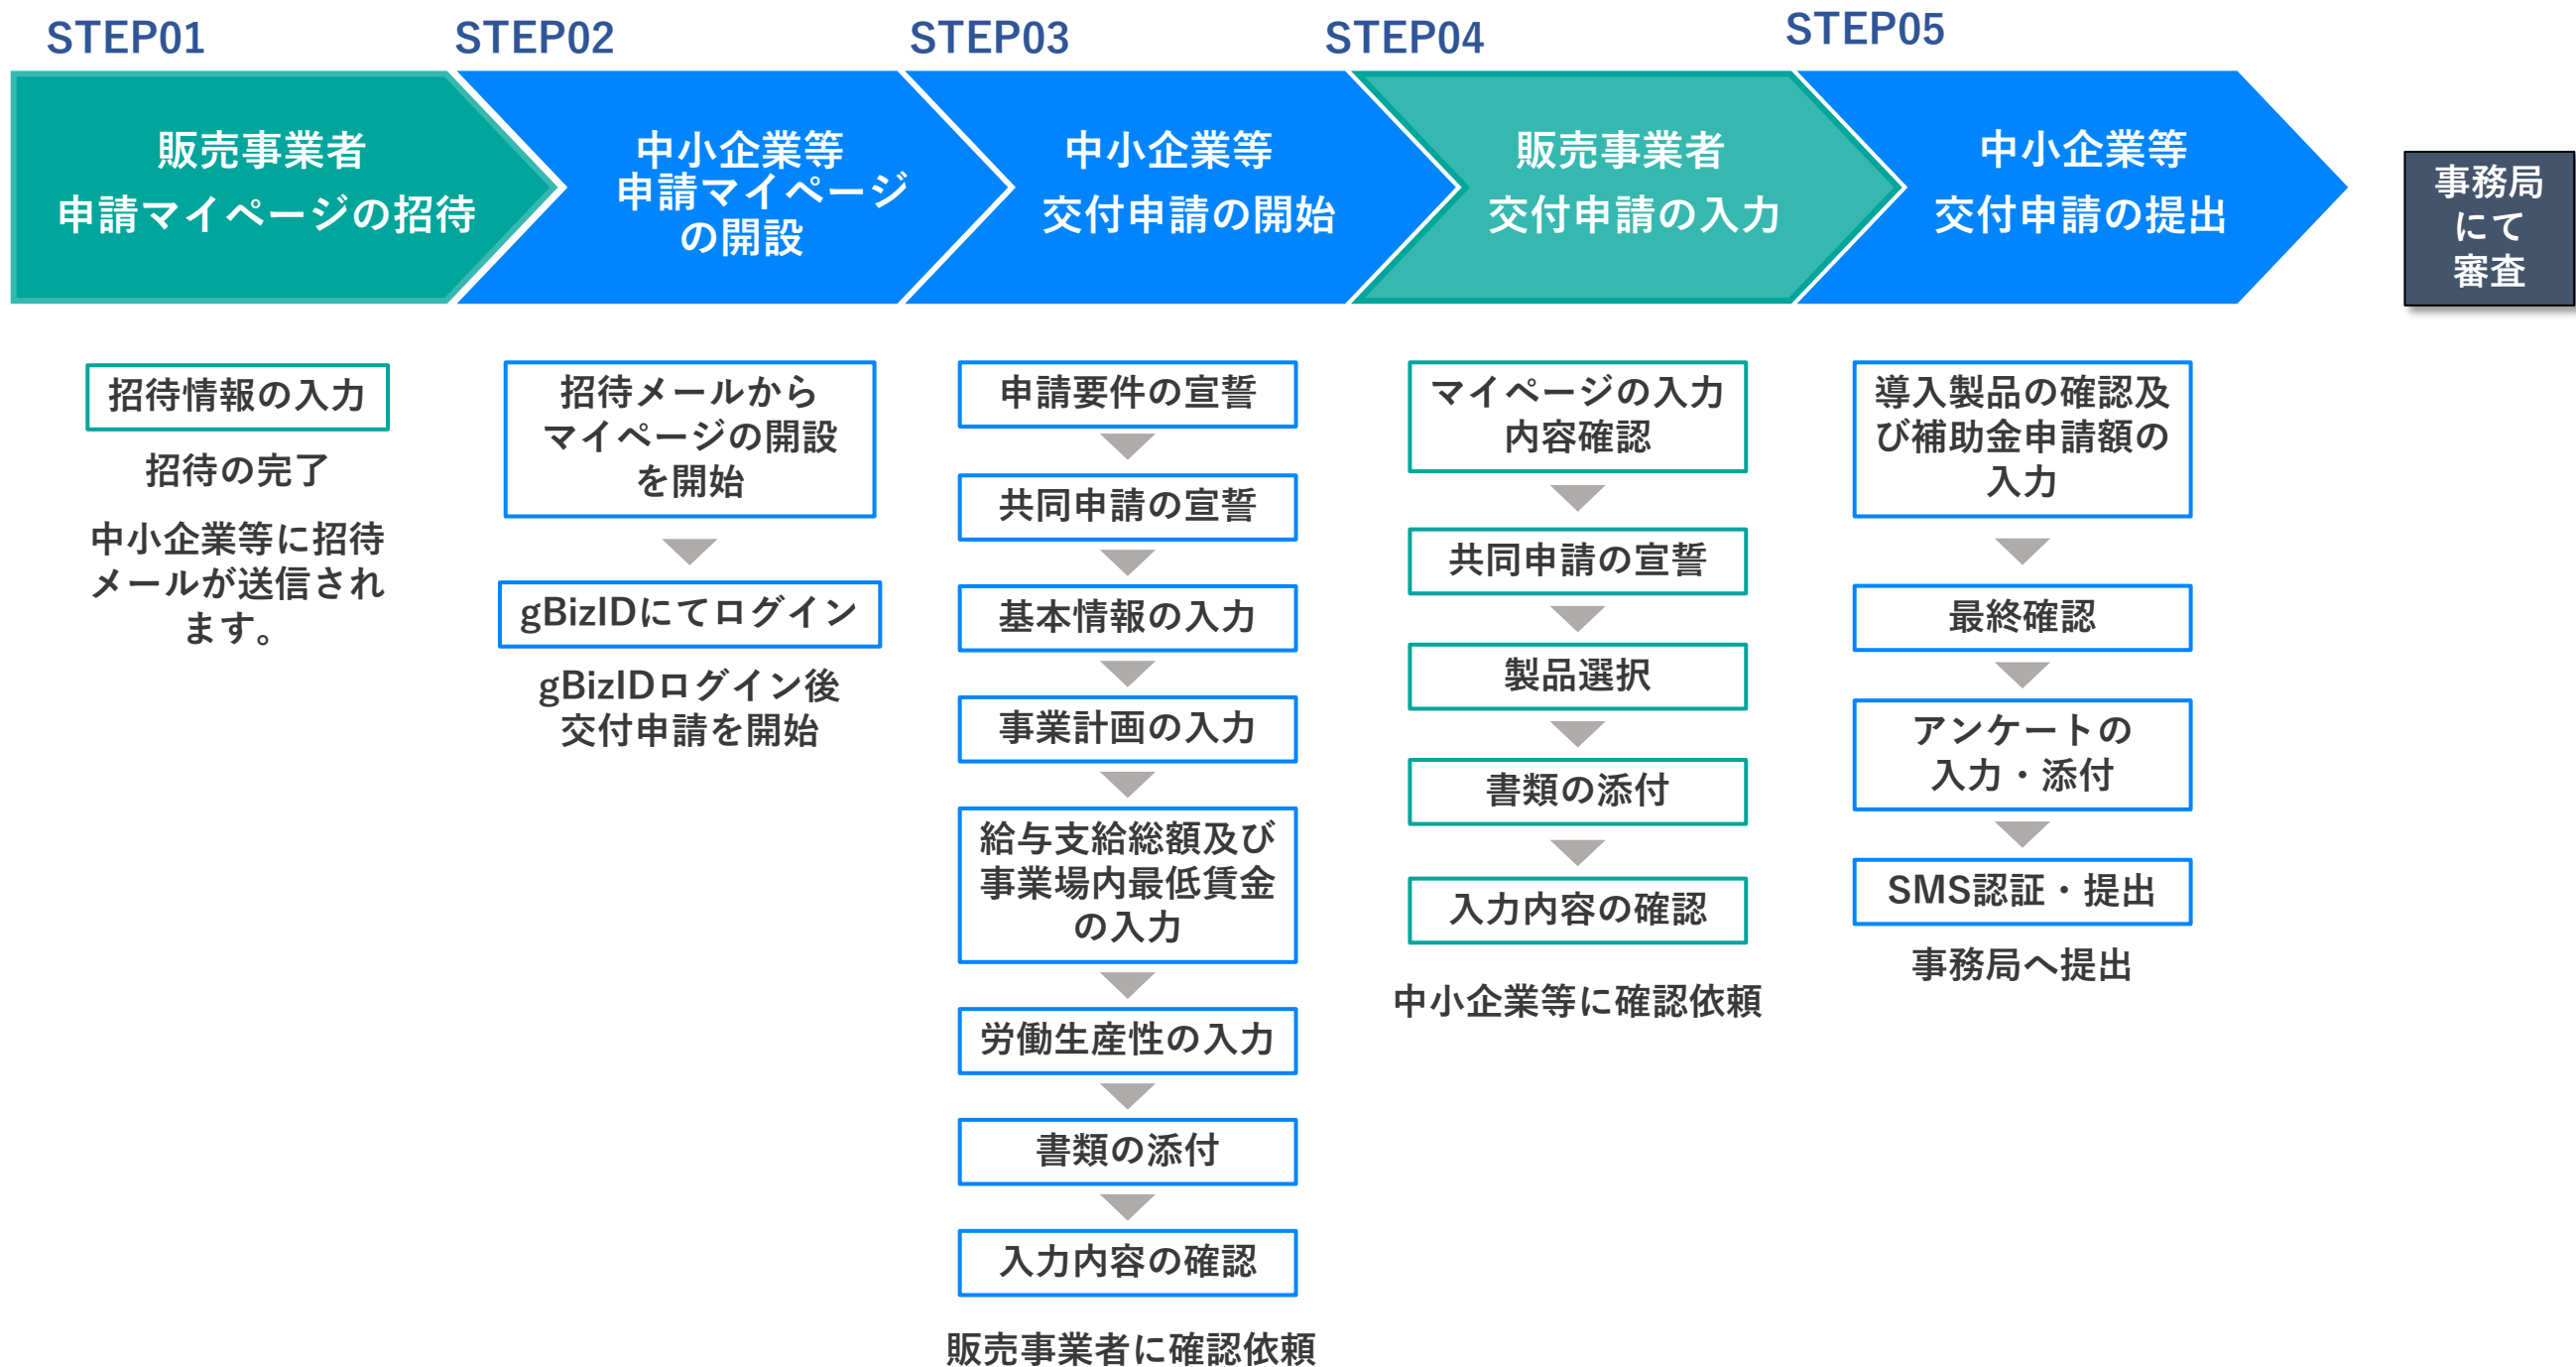 STEP01
販売事業者
申請マイページの招待
招待情報の入力
招待の完了
中小企業等に招待
メールが送信され
ます。
STEP02
中小企業等
申請マイページ
の開設
招待メールから
マイページの開設
を開始
gBizIDにてログイン
gBizIDログイン後
交付申請を開始
STEP03
中小企業等
交付申請の開始
申請要件の宣誓
共同申請の宣誓
基本情報の入力
事業計画の入力
給与支給総額及び
事業場内最低賃金
の入力
労働生産性の入力
書類の添付
入力内容の確認
販売事業者に確認依頼
STEP04
販売事業者
交付申請の入力
マイページの入力
内容確認
共同申請の宣誓
製品選択
書類の添付
入力内容の確認
中小企業等に確認依頼
STEP05
中小企業等
交付申請の提出
導入製品の確認及
び補助金申請額の
入力
最終確認
アンケートの
入力・添付
SMS認証・提出
事務局へ提出
事務局
にて
審査